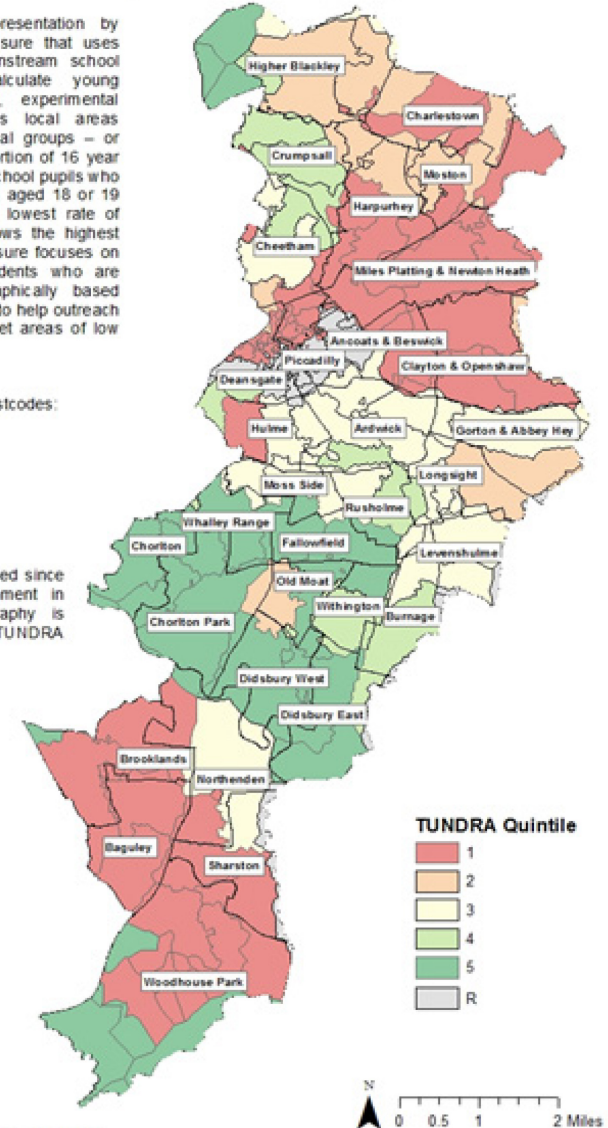 resentation by
sure that uses
nstream school
lculate young
experimental
s local areas
al groups – or
rtion of 16 year
chool pupils who
aged 18 or 19
lowest rate of
ws the highest
sure focuses on
dents who are
phically based
to help outreach
et areas of low
stcodes:
ed since
ment in
aphy is
TUNDRA
Higher Blackley
Charlestown
Crumpsall
Moston
Harpurhey
Cheetham
Miles Platting & Newton Heath
Ancoats & Beswick
Piccadilly
Clayton & Openshaw
Deansgate
Hulme
Ardwick
Gorton & Abbey Hey
Longsight
Moss Side
Rusholme
Whalley Range
Chorlton
Fallowfield
Levenshulme
Old Moat
Withington
Burnage
Chorlton Park
Didsbury West
Didsbury East
Brooklands
Northenden
Baguley
Sharston
Woodhouse Park
TUNDRA Quintile
1
2
3
4
5
R
N
0 0.5 1 2 Miles